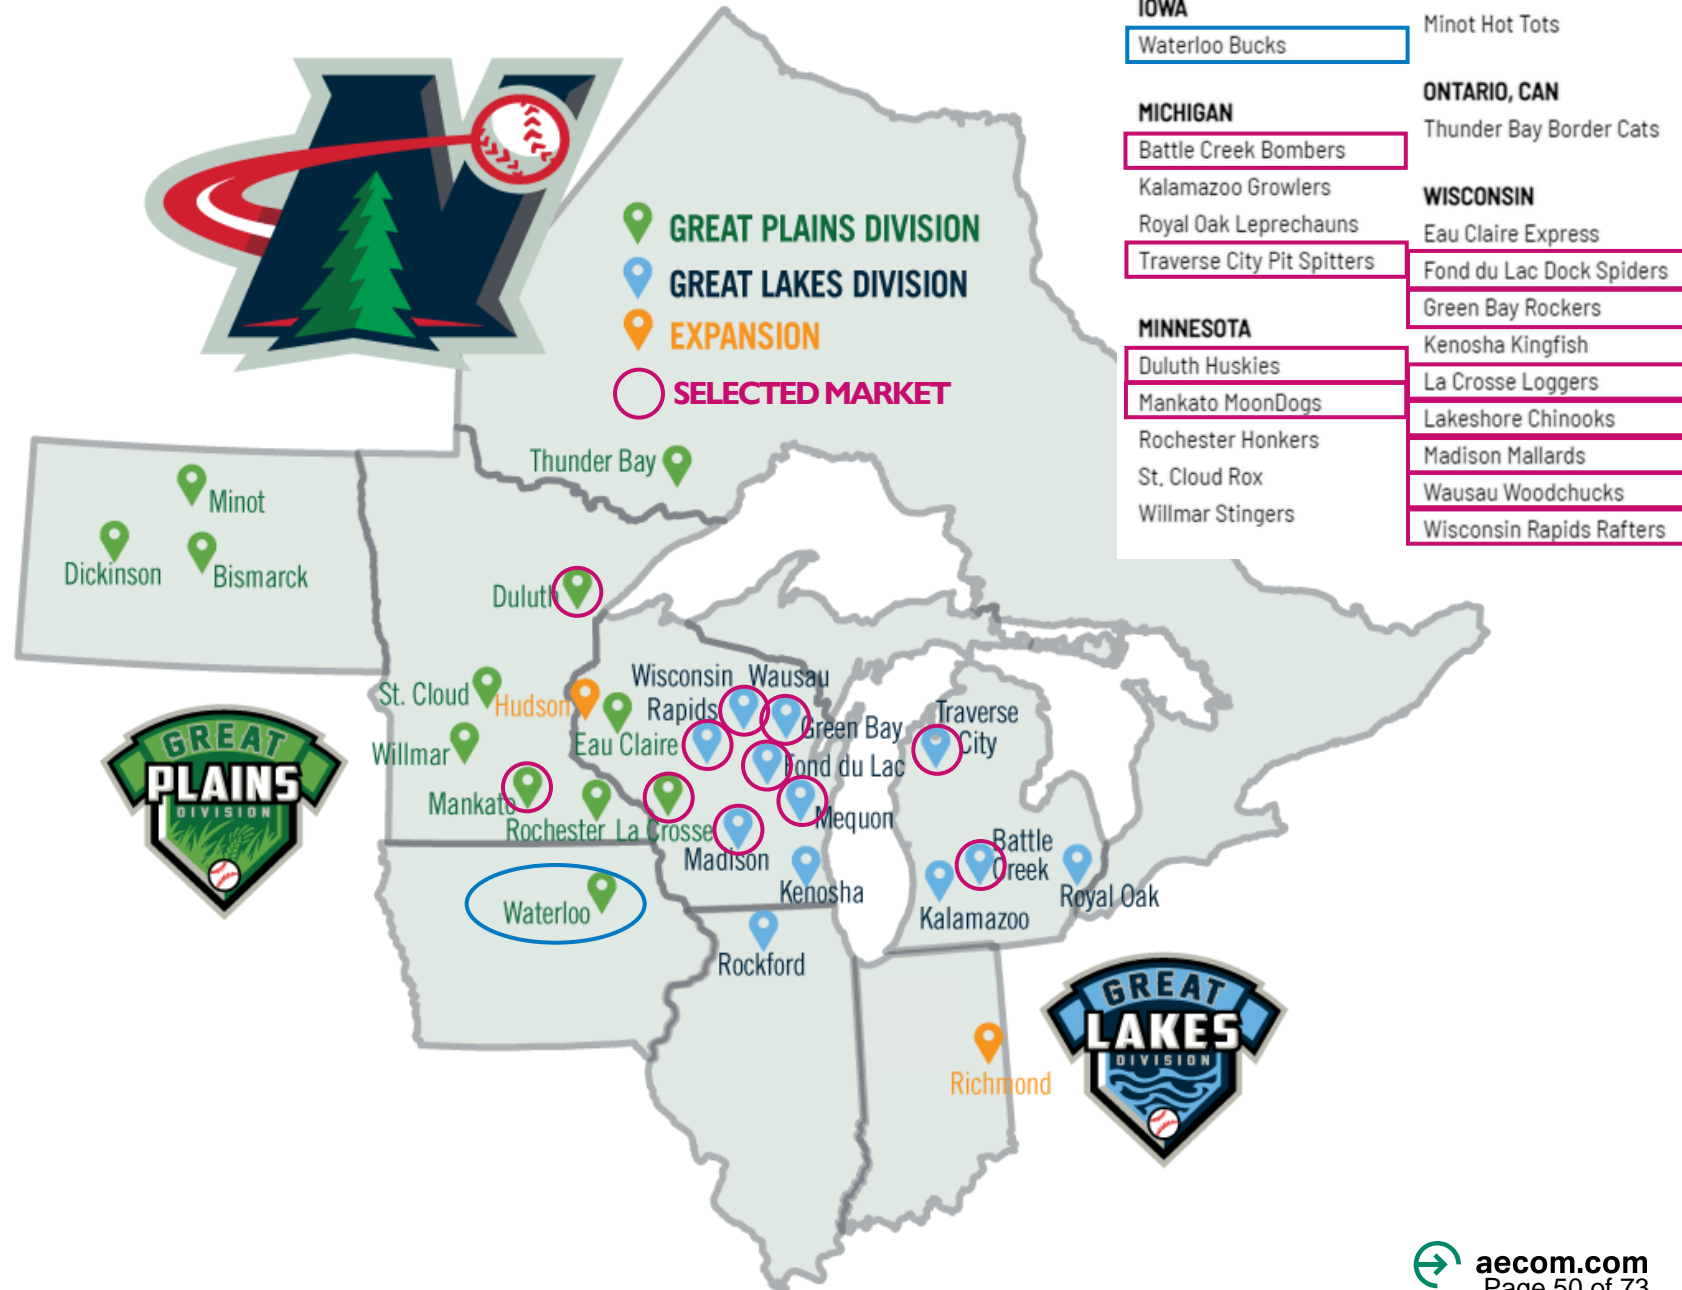 IOWA
Waterloo Bucks
MICHIGAN
Battle Creek Bombers
Kalamazoo Growlers
Royal Oak Leprechauns
Traverse City Pit Spitters
MINNESOTA
Duluth Huskies
Mankato MoonDogs
Rochester Honkers
St. Cloud Rox
Willmar Stingers
Minot Hot Tots
ONTARIO, CAN
Thunder Bay Border Cats
WISCONSIN
Eau Claire Express
Fond du Lac Dock Spiders
Green Bay Rockers
Kenosha Kingfish
La Crosse Loggers
Lakeshore Chinooks
Madison Mallards
Wausau Woodchucks
Wisconsin Rapids Rafters
N
GREAT PLAINS DIVISION
GREAT LAKES DIVISION
EXPANSION
SELECTED MARKET
Thunder Bay
Minot
Dickinson
Bismarck
Duluth
St. Cloud
Hudson
Willmar
Eau Claire
Mankato
Rochester
La Crosse
Wisconsin
Rapids
Wausau
Green Bay
Fond du Lac
Mequon
Madison
Kenosha
Traverse
City
Battle
Creek
Kalamazoo
Royal Oak
Waterloo
Rockford
Richmond
GREAT
PLAINS
DIVISION
GREAT
LAKES
DIVISION
aecom.com
Page 50 of 73